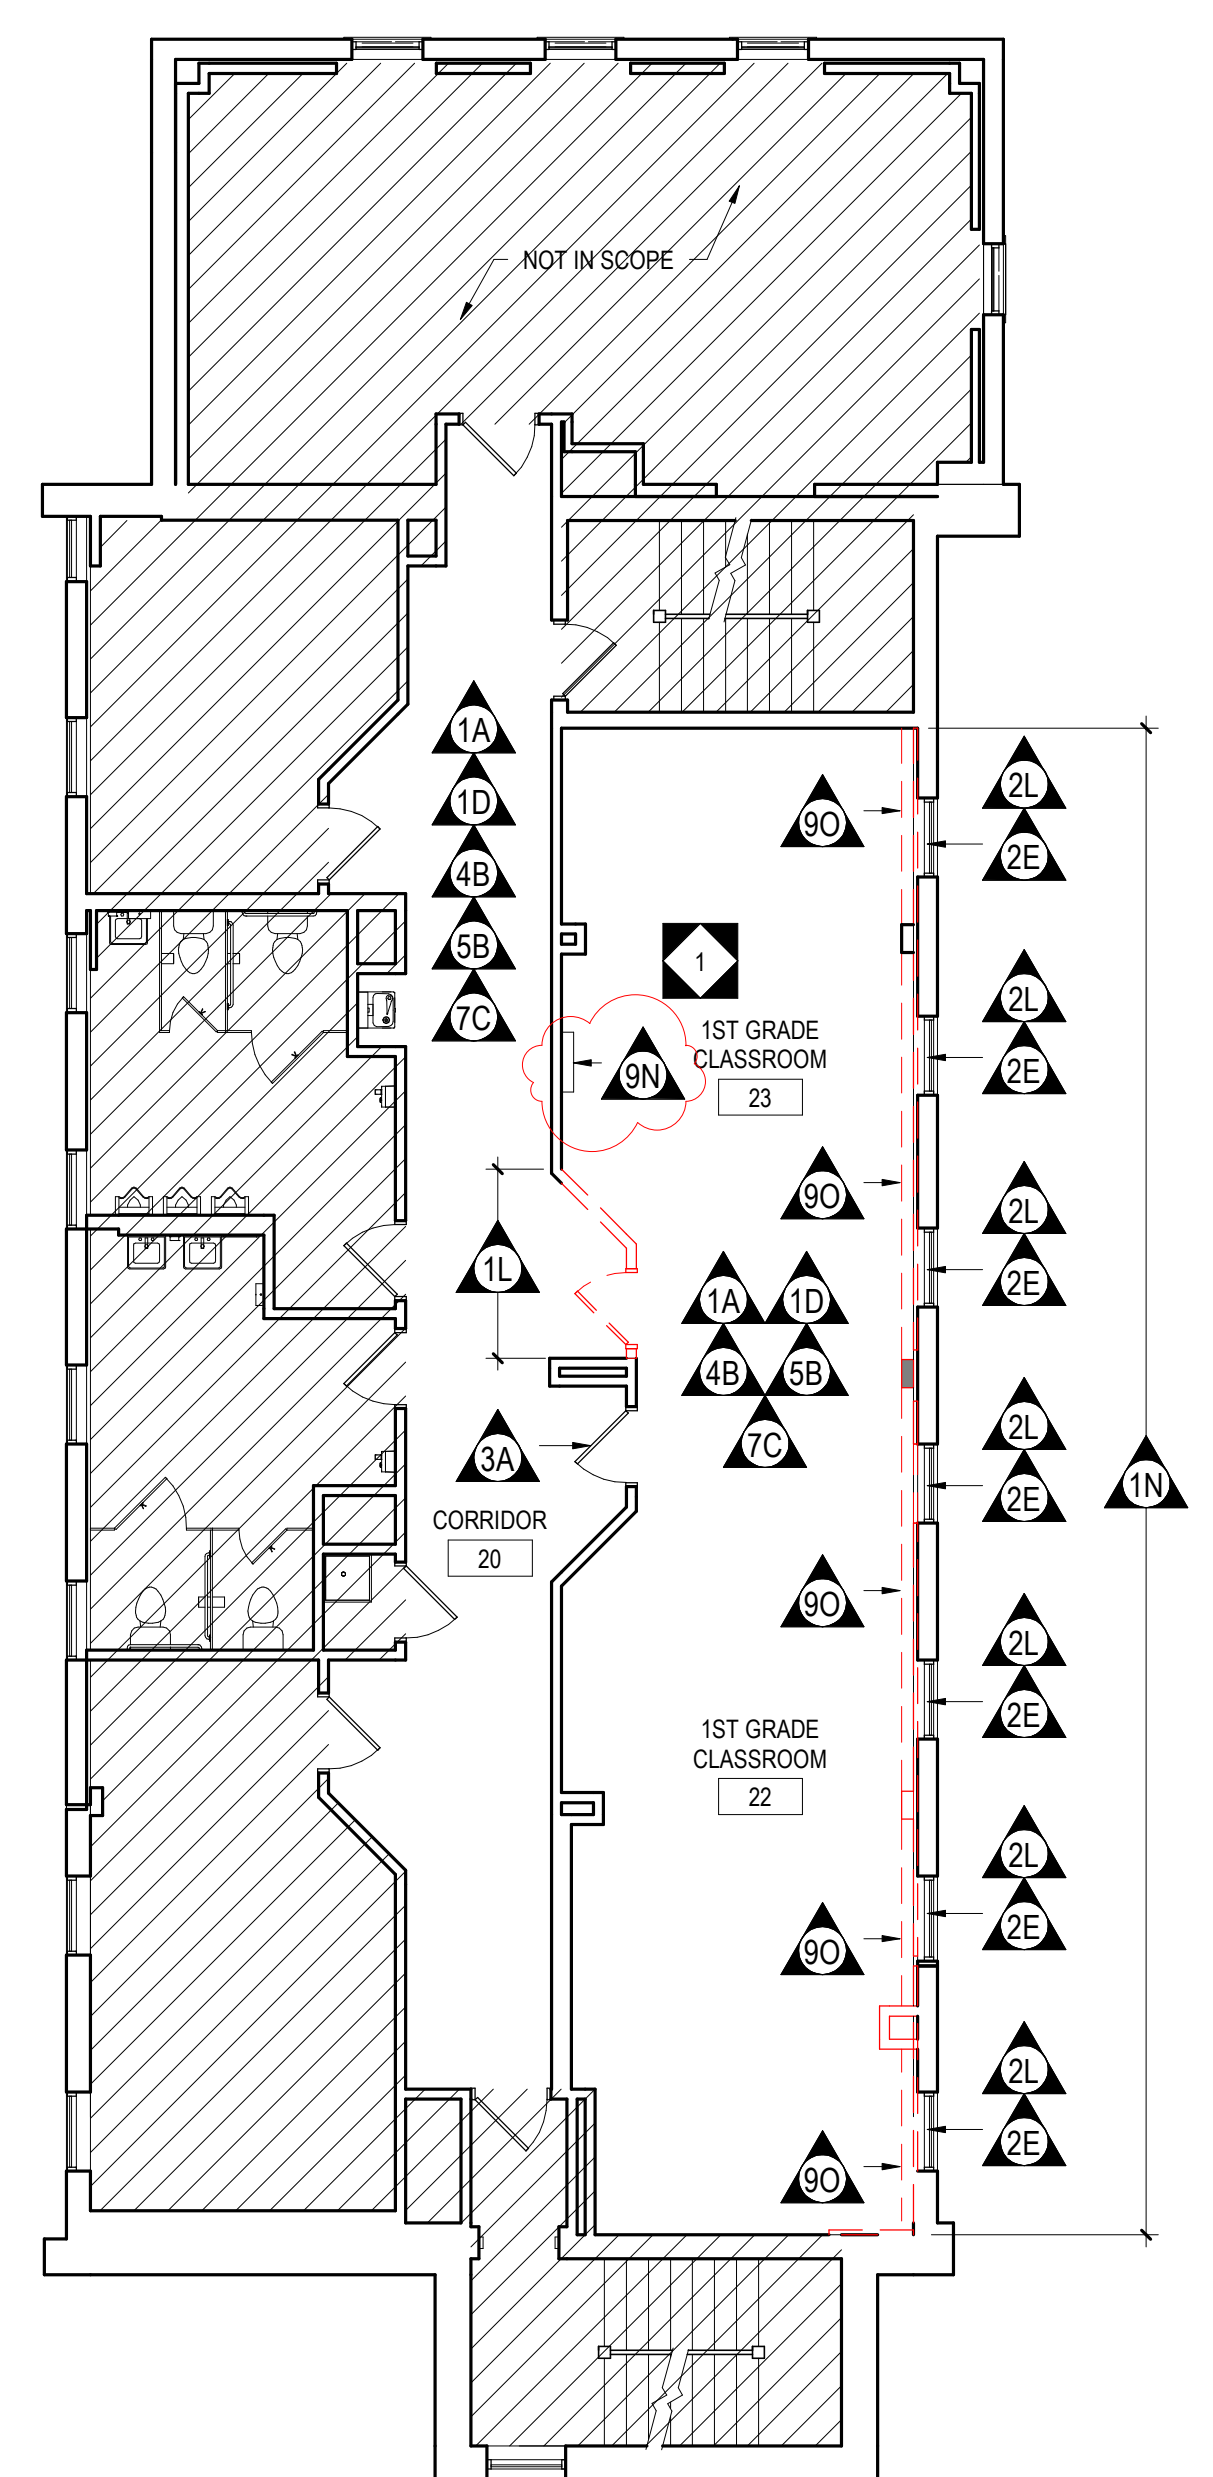 NOT IN SCOPE
1A
1D
4B
5B
7C
9O
2L
2E
1
1ST GRADE
CLASSROOM
23
9N
2L
2E
9O
2L
2E
1L
1A 1D
4B 5B
7C
3A
2L
2E
1N
CORRIDOR
20
9O
2L
2E
1ST GRADE
CLASSROOM
22
2L
2E
9O
2L
2E
9O